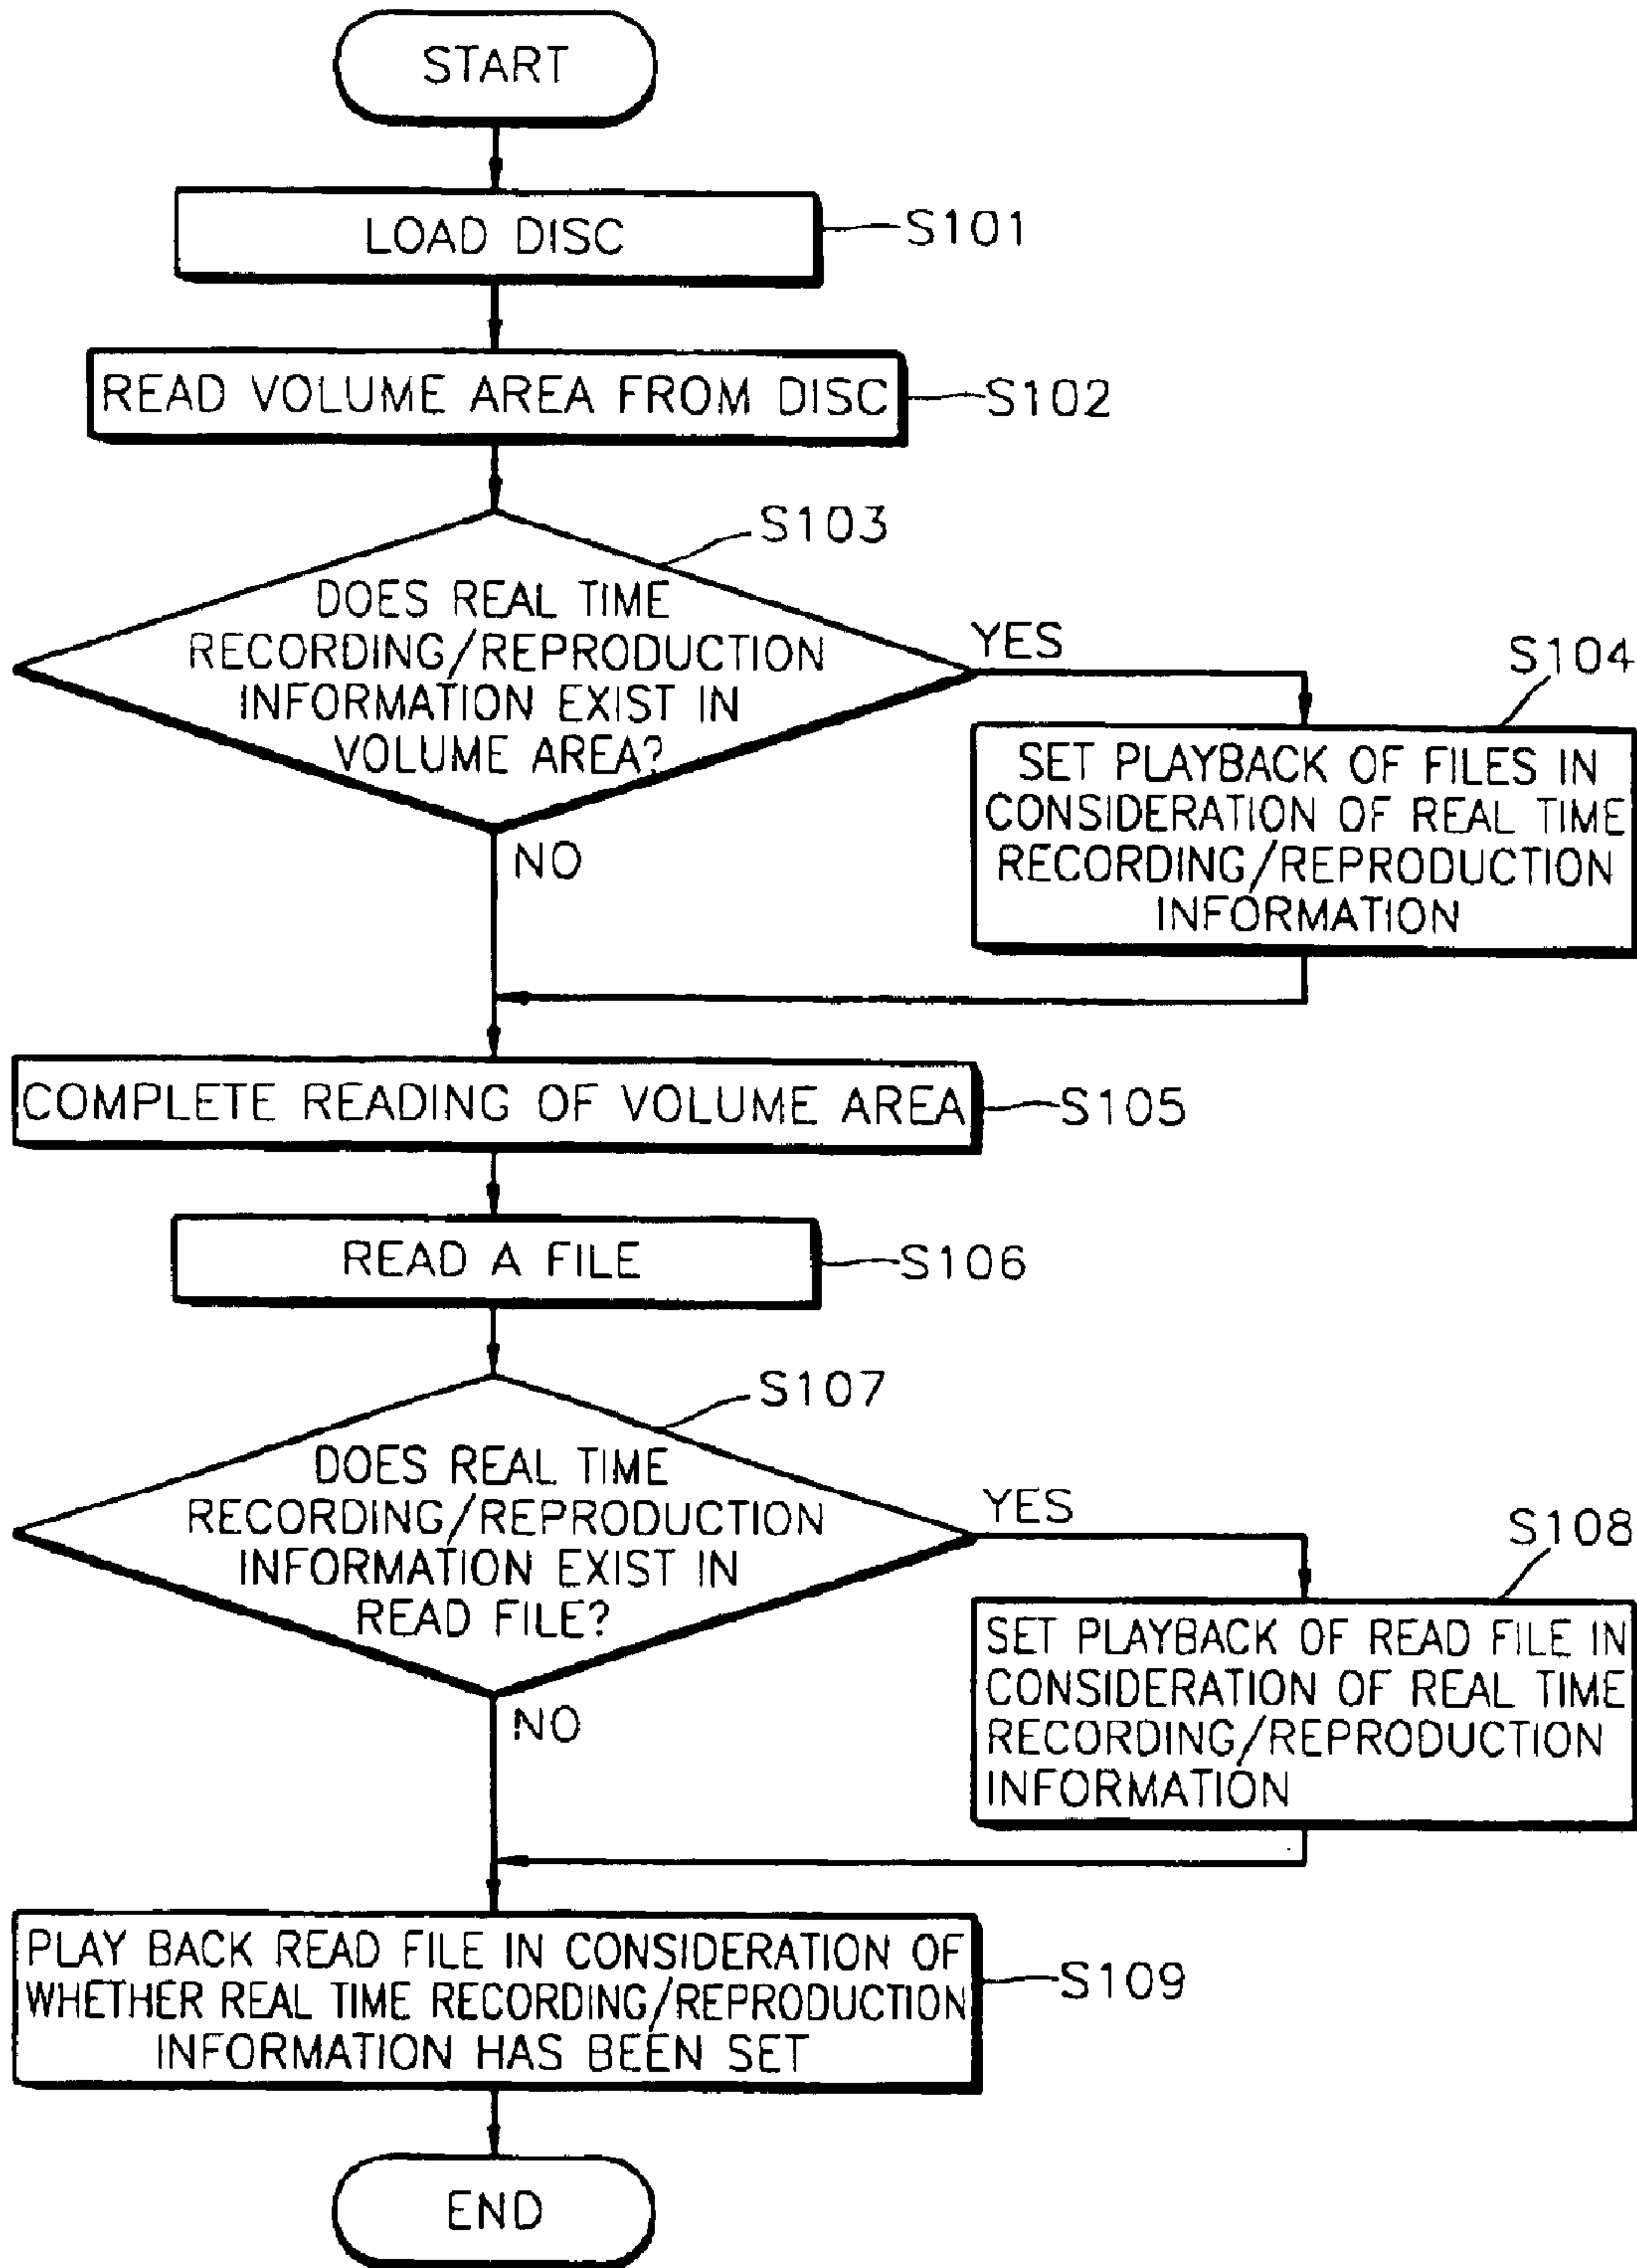 START
LOAD DISC
S101
READ VOLUME AREA FROM DISC
S102
S103
DOES REAL TIME
RECORDING/REPRODUCTION
INFORMATION EXIST IN
VOLUME AREA?
YES
NO
S104
SET PLAYBACK OF FILES IN
CONSIDERATION OF REAL TIME
RECORDING/REPRODUCTION
INFORMATION
COMPLETE READING OF VOLUME AREA
S105
READ A FILE
S106
S107
DOES REAL TIME
RECORDING/REPRODUCTION
INFORMATION EXIST IN
READ FILE?
YES
NO
S108
SET PLAYBACK OF READ FILE IN
CONSIDERATION OF REAL TIME
RECORDING/REPRODUCTION
INFORMATION
PLAY BACK READ FILE IN CONSIDERATION OF
WHETHER REAL TIME RECORDING/REPRODUCTION
INFORMATION HAS BEEN SET
S109
END